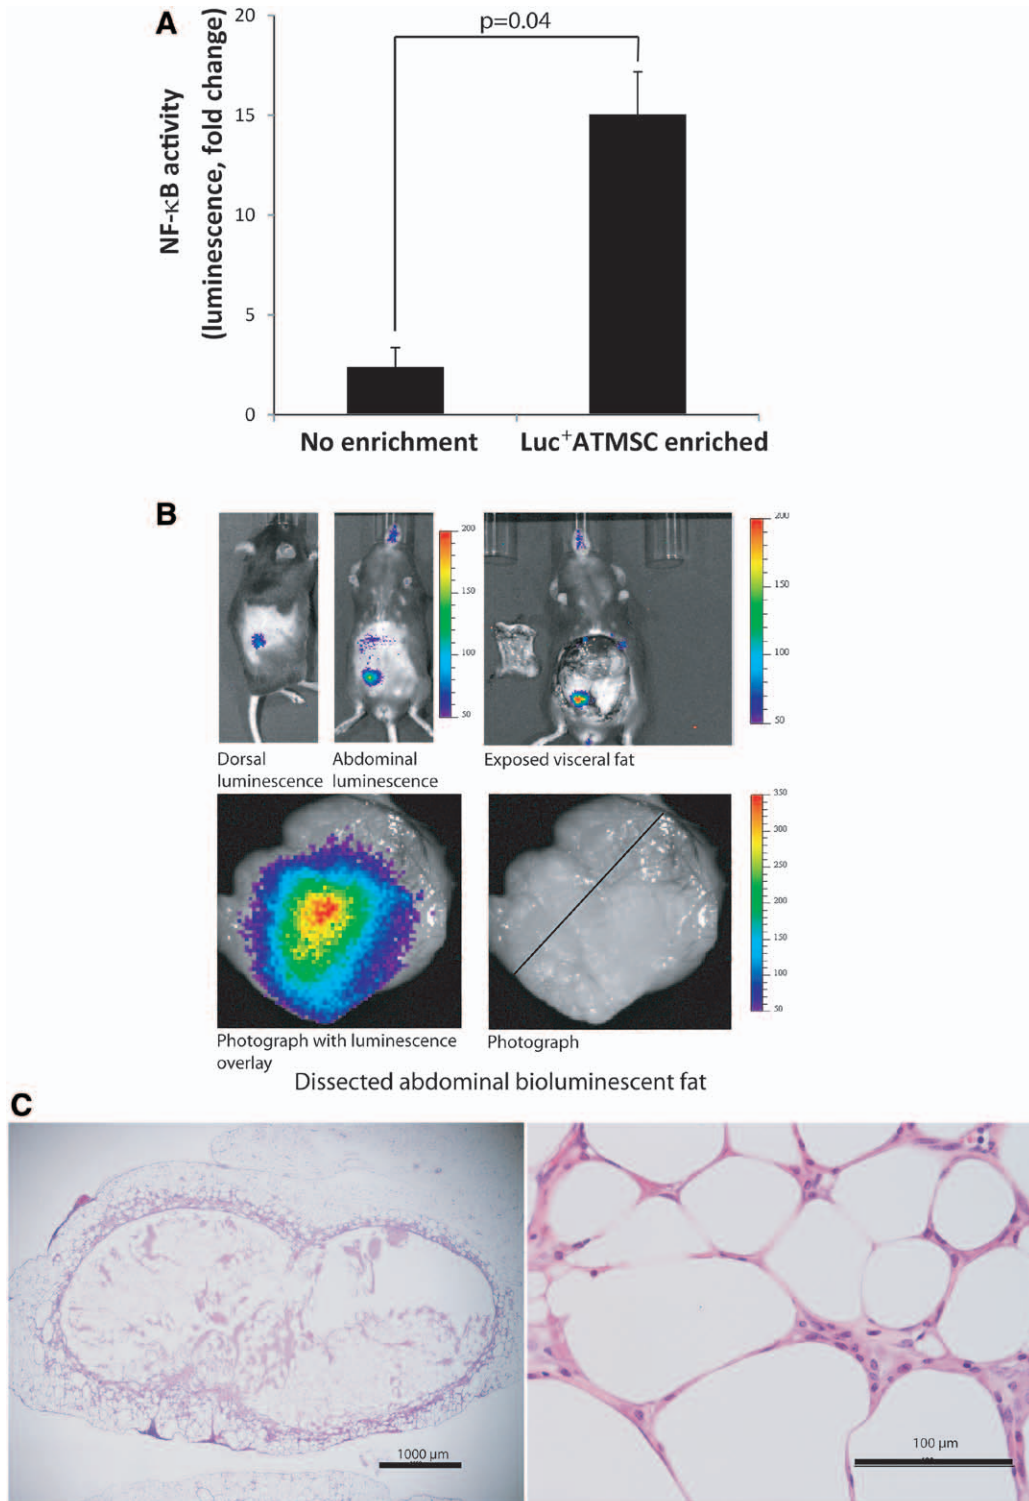 A
NF-κB activity
(luminescence, fold change)
20
15
10
5
0
p=0.04
No enrichment
Luc⁺ATMSC enriched
B
200
150
100
50
200
150
100
50
Dorsal
luminescence
Abdominal
luminescence
Exposed visceral fat
350
300
250
200
150
100
50
Photograph with luminescence
overlay
Photograph
Dissected abdominal bioluminescent fat
C
1000 µm
100 µm